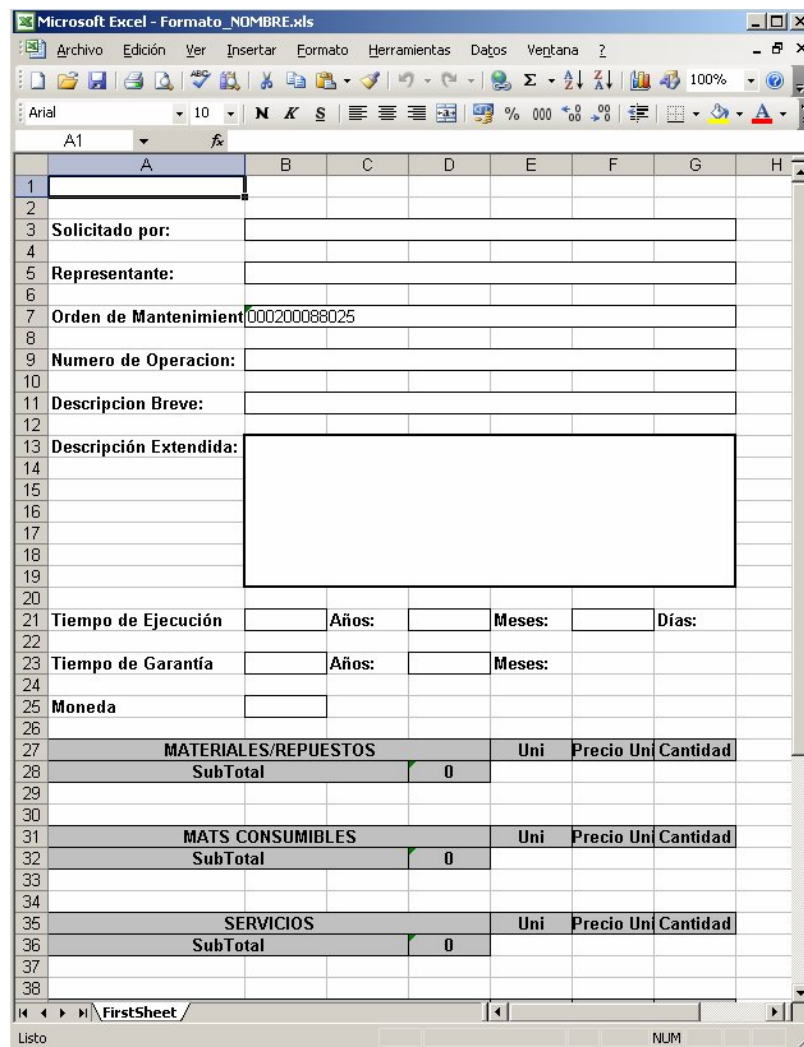 Microsoft Excel - Formato_NOMBRE.xls
Archivo Edición Ver Insertar Formato Herramientas Datos Ventana ?
Σ 100%
Arial 10 N K S % 000
A1 fx
A B C D E F G H
1
2
3 Solicitado por:
4
5 Representante:
6
7 Orden de Mantenimient 000200088025
8
9 Numero de Operacion:
10
11 Descripcion Breve:
12
13 Descripción Extendida:
14
15
16
17
18
19
20
21 Tiempo de Ejecución Años: Meses: Días:
22
23 Tiempo de Garantía Años: Meses:
24
25 Moneda
26
27 MATERIALES/REPUESTOS Uni Precio Uni Cantidad
28 SubTotal 0
29
30
31 MATS CONSUMIBLES Uni Precio Uni Cantidad
32 SubTotal 0
33
34
35 SERVICIOS Uni Precio Uni Cantidad
36 SubTotal 0
37
38
FirstSheet
Listo NUM